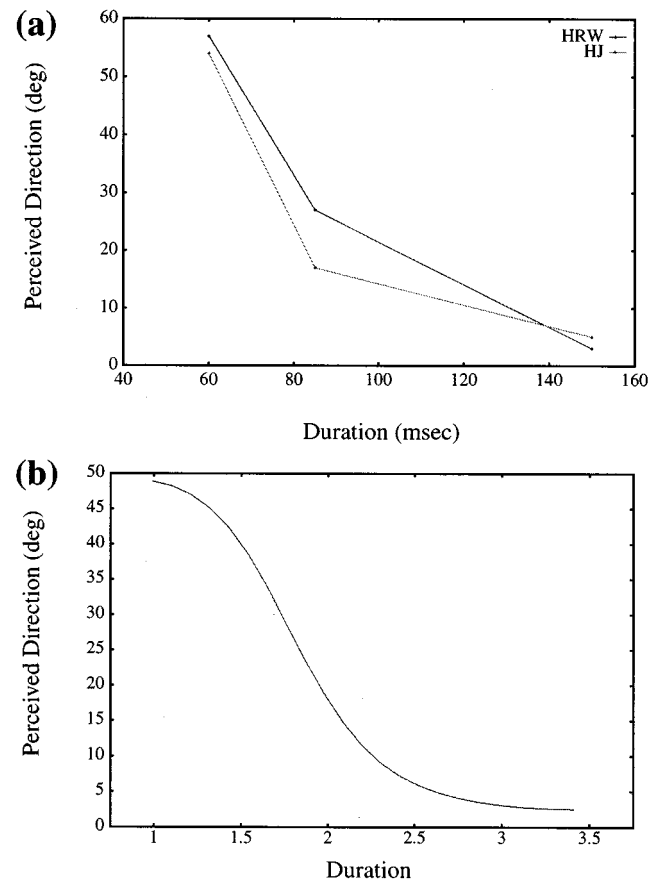 (a)
HRW
HJ
Perceived Direction (deg)
60
50
40
30
20
10
0
40 60 80 100 120 140 160
Duration (msec)
(b)
Perceived Direction (deg)
50
45
40
35
30
25
20
15
10
5
0
1 1.5 2 2.5 3 3.5
Duration